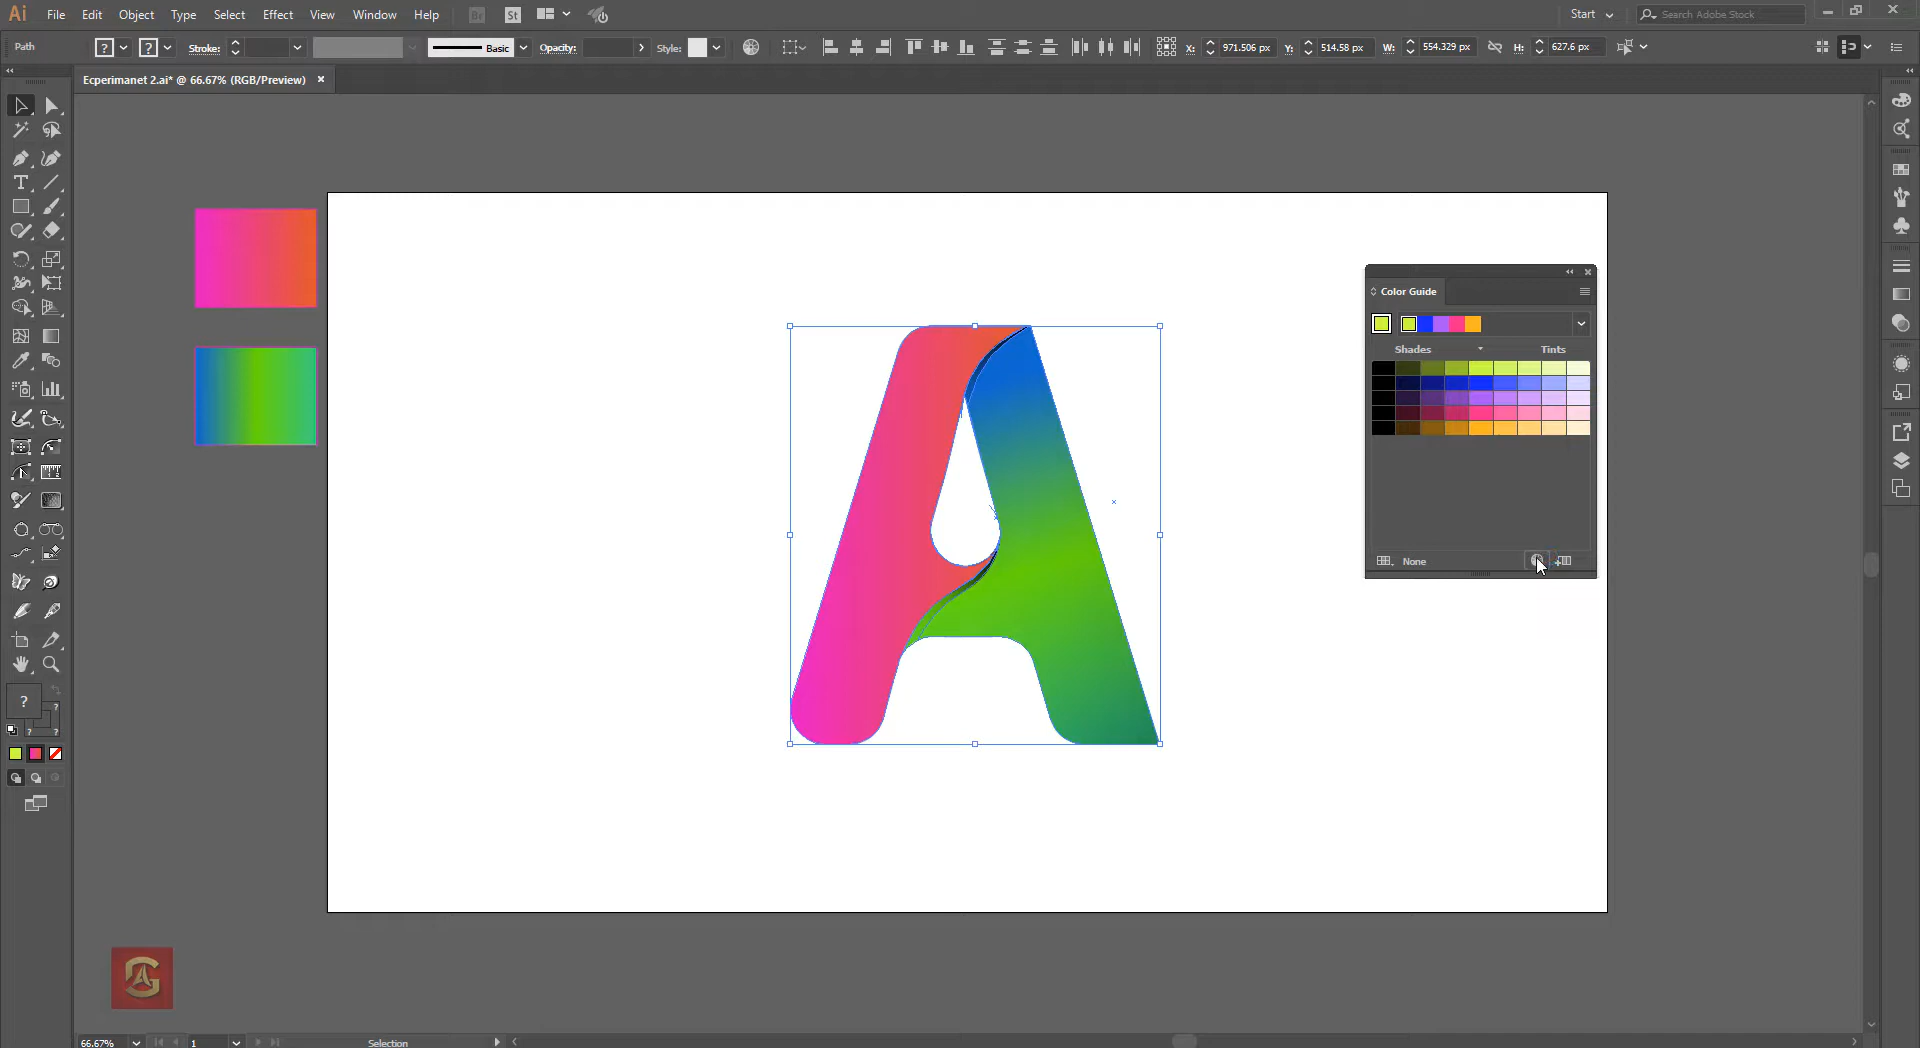 Ai File Edit Object Type Select Effect View Window Help Br St Start Search Adobe Stock
Path ? ? Stroke: Basic Opacity: Style: X: 971.506 px Y: 514.58 px W: 554.329 px H: 627.6 px
Ecperimanet 2.ai* @ 66.67% (RGB/Preview)
Color Guide
Shades Tints
None
A
?
?
? ?
G
66.67% 1 Selection